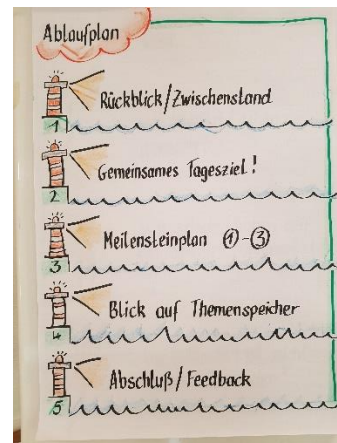 Ablaufplan
1 Rückblick/Zwischenstand
2 Gemeinsames Tagesziel!
3 Meilensteinplan ①-③
4 Blick auf Themenspeicher
5 Abschluß/Feedback